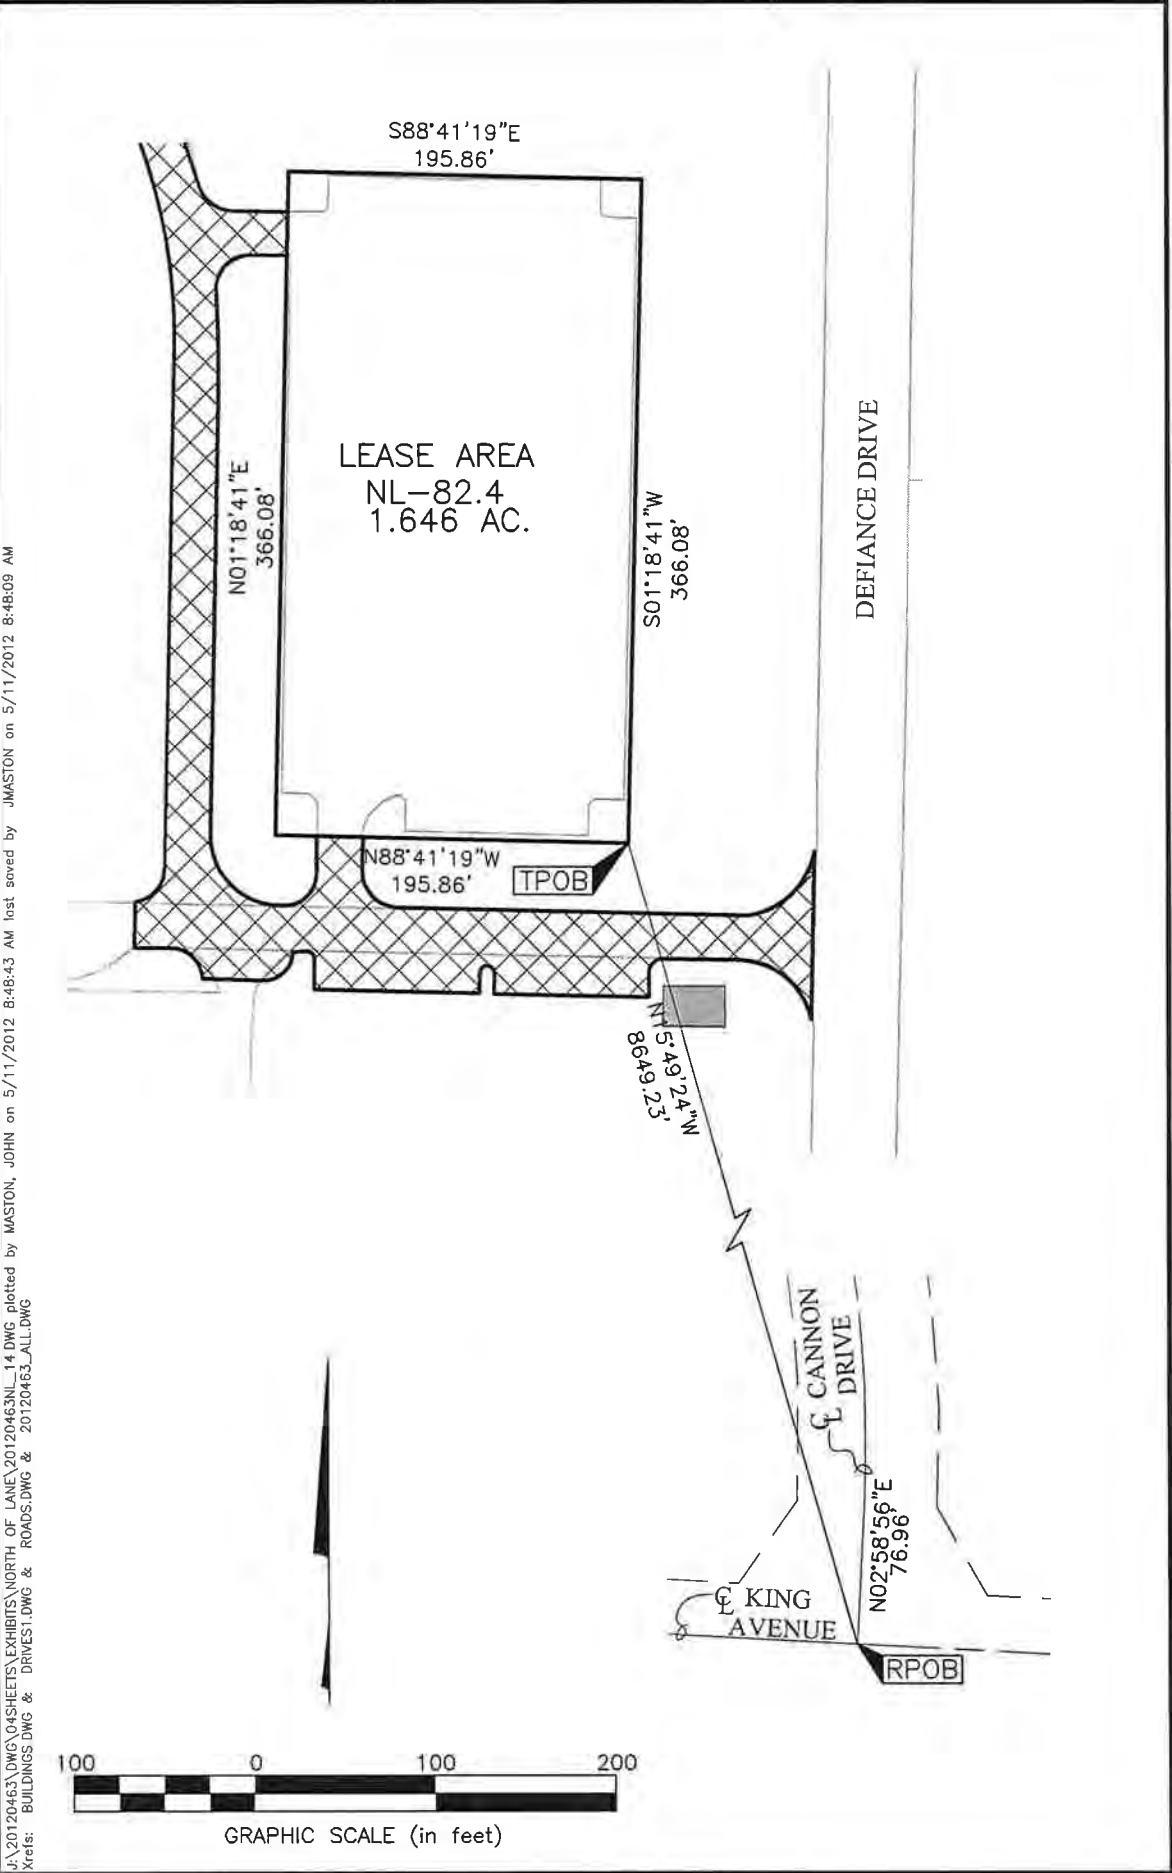 S88°41'19"E
195.86'
LEASE AREA
NL-82.4
1.646 AC.
N01°18'41"E
366.08'
S01°18'41"W
366.08'
DEFIANCE DRIVE
N88°41'19"W
195.86'
TPOB
N15°49'24"W
8649.23'
℄ CANNON
DRIVE
N02°58'56"E
76.96'
℄ KING
AVENUE
RPOB
100 0 100 200
GRAPHIC SCALE (in feet)
J:\20120463\DWG\04SHEETS\EXHIBITS\NORTH OF LANE\20120463NL_14.DWG plotted by MASTON, JOHN on 5/11/2012 8:48:43 AM last saved by JMASTON on 5/11/2012 8:48:09 AM
Xrefs: BUILDINGS.DWG & DRIVES1.DWG & ROADS.DWG & 20120463_ALL.DWG